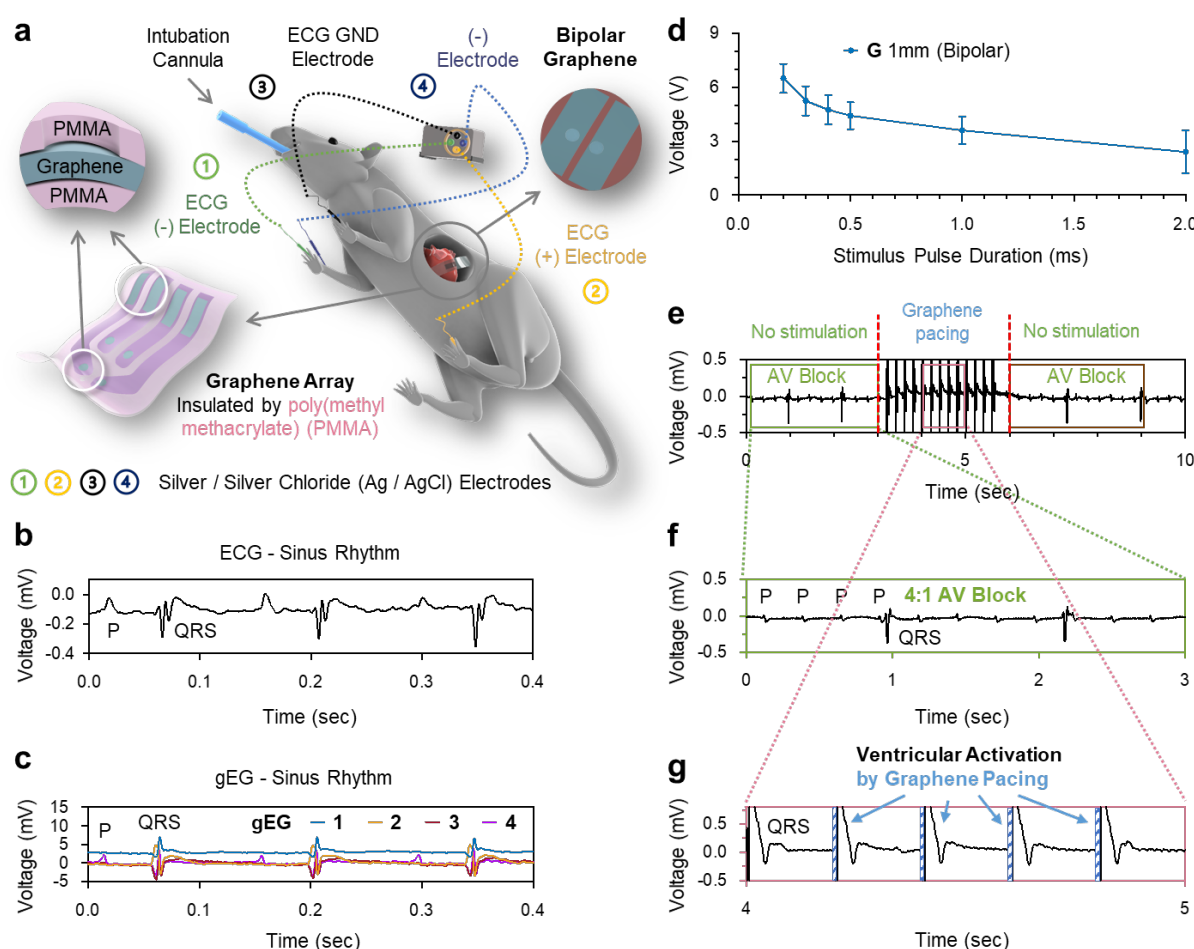 a
Intubation
Cannula
ECG GND
Electrode
(-)
Electrode
Bipolar
Graphene
3
4
PMMA
Graphene
PMMA
1
ECG
(-) Electrode
ECG
(+) Electrode
2
Graphene Array
Insulated by poly(methyl
methacrylate) (PMMA)
1 2 3 4 Silver / Silver Chloride (Ag / AgCl) Electrodes
b
ECG - Sinus Rhythm
Voltage (mV)
0.0
-0.2
-0.4
P
QRS
0.0 0.1 0.2 0.3 0.4
Time (sec)
c
gEG - Sinus Rhythm
Voltage (mV)
15
10
5
0
-5
P
QRS
gEG 1 2 3 4
0.0 0.1 0.2 0.3 0.4
Time (sec)
d
Voltage (V)
9
6
3
0
G 1mm (Bipolar)
0.0 0.5 1.0 1.5 2.0
Stimulus Pulse Duration (ms)
e
No stimulation
Graphene
pacing
No stimulation
Voltage (mV)
0.5
0.0
-0.5
AV Block
AV Block
0 5 10
Time (sec)
f
Voltage (mV)
0.5
0.0
-0.5
P P P P 4:1 AV Block
QRS
0 1 2 3
Time (sec)
g
Ventricular Activation
by Graphene Pacing
Voltage (mV)
0.5
0.0
-0.5
QRS
4 5
Time (sec)